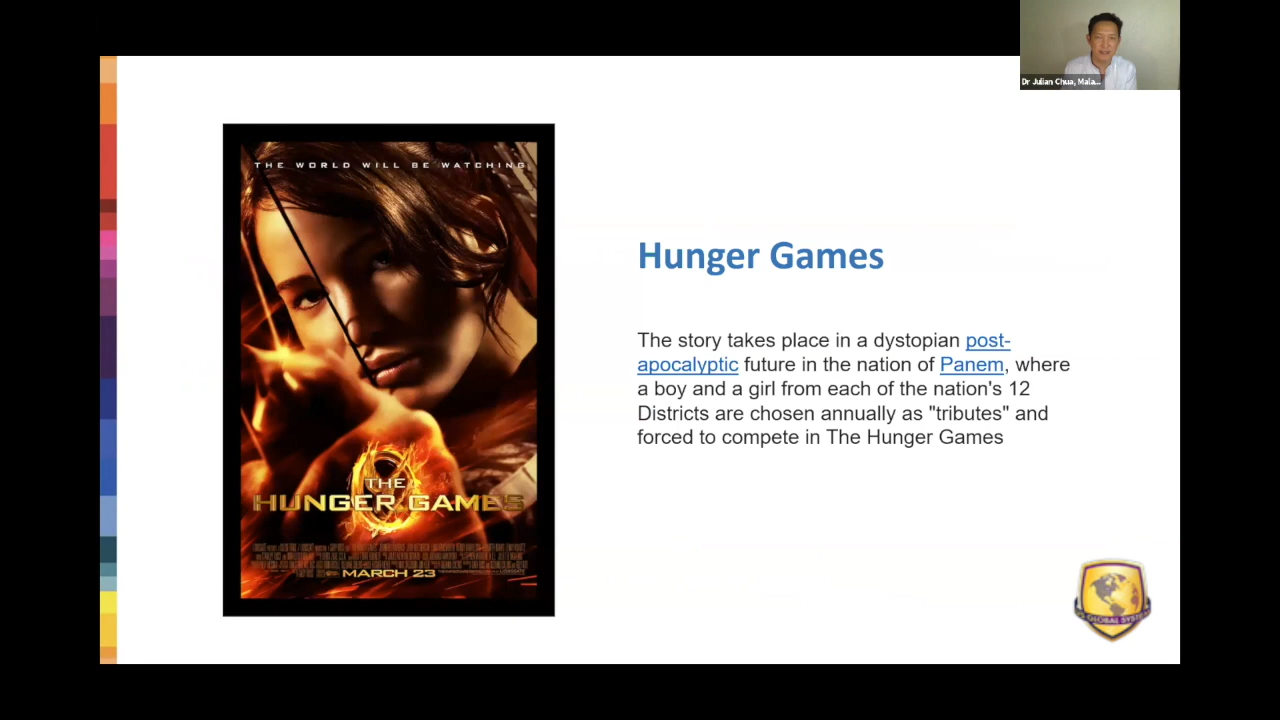 Dr Julian Chua, Mala...
THE WORLD WILL BE WATCHING
THE
HUNGER GAMES
MARCH 23
Hunger Games
The story takes place in a dystopian post-
apocalyptic future in the nation of Panem, where
a boy and a girl from each of the nation's 12
Districts are chosen annually as "tributes" and
forced to compete in The Hunger Games
GLOBAL